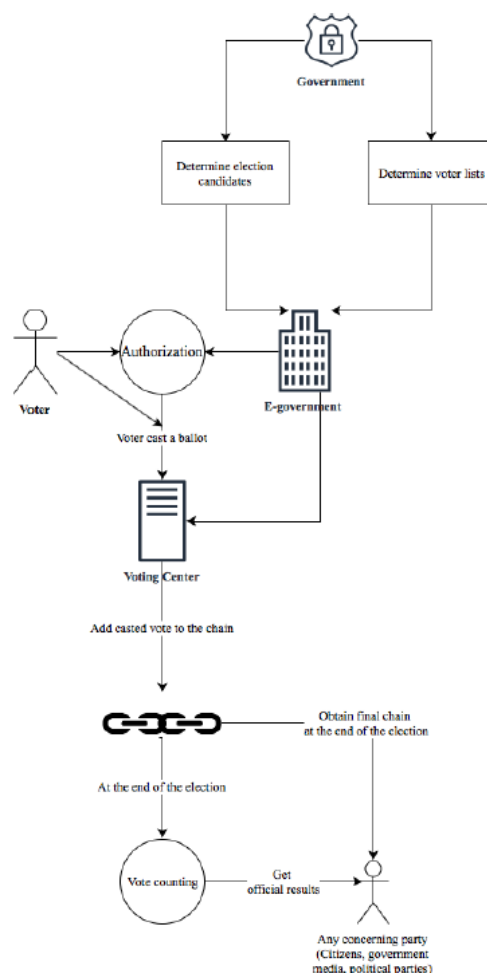 Government
Determine election
candidates
Determine voter lists
Authorization
E-government
Voter
Voter cast a ballot
Voting Center
Add casted vote to the chain
Obtain final chain
at the end of the election
At the end of the election
Vote counting
Get
official results
Any concerning party
(Citizens, government
media, political parties)